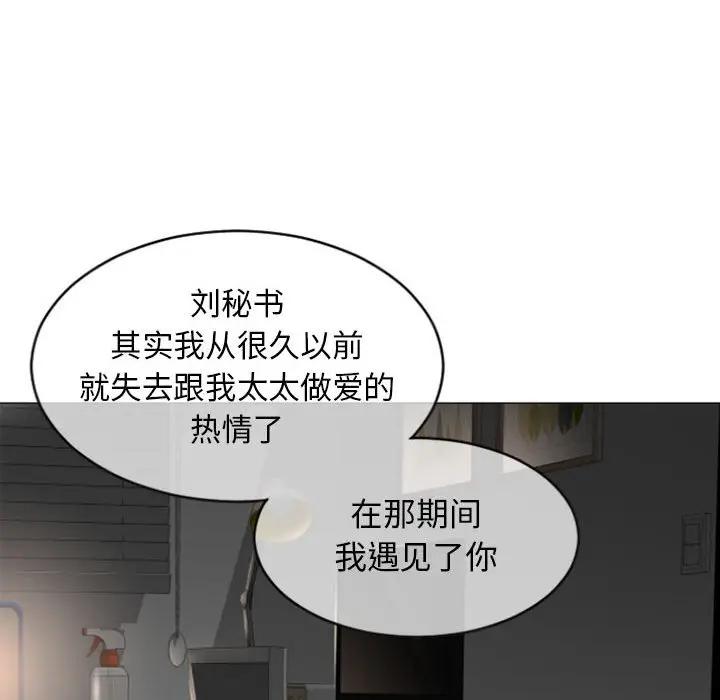 刘秘书
其实我从很久以前
就失去跟我太太做爱的
热情了
在那期间
我遇见了你